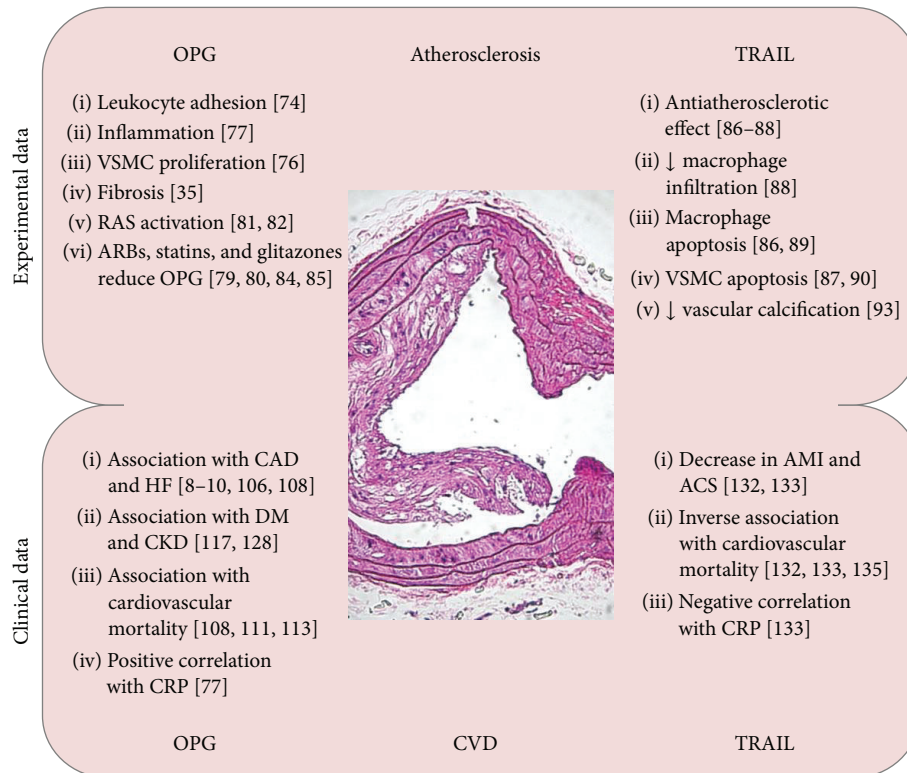 Experimental data
OPG
(i) Leukocyte adhesion [74]
(ii) Inflammation [77]
(iii) VSMC proliferation [76]
(iv) Fibrosis [35]
(v) RAS activation [81, 82]
(vi) ARBs, statins, and glitazones
reduce OPG [79, 80, 84, 85]
Atherosclerosis
TRAIL
(i) Antiatherosclerotic
effect [86–88]
(ii) ↓ macrophage
infiltration [88]
(iii) Macrophage
apoptosis [86, 89]
(iv) VSMC apoptosis [87, 90]
(v) ↓ vascular calcification [93]
Clinical data
(i) Association with CAD
and HF [8–10, 106, 108]
(ii) Association with DM
and CKD [117, 128]
(iii) Association with
cardiovascular
mortality [108, 111, 113]
(iv) Positive correlation
with CRP [77]
OPG
CVD
(i) Decrease in AMI and
ACS [132, 133]
(ii) Inverse association
with cardiovascular
mortality [132, 133, 135]
(iii) Negative correlation
with CRP [133]
TRAIL